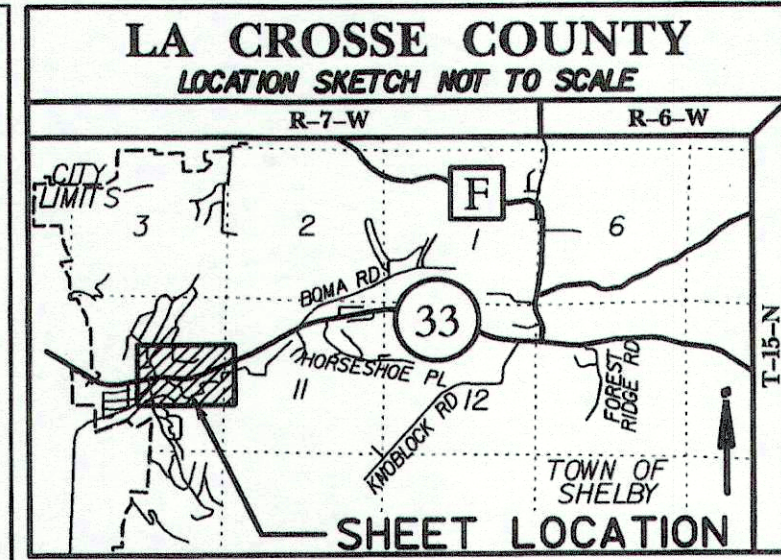 LA CROSSE COUNTY
LOCATION SKETCH NOT TO SCALE
R-7-W
R-6-W
CITY
LIMITS
3
2
F
1
6
BOMA RD
33
T-15-N
HORSESHOE PL
11
12
KNOBLOCK RD
FOREST
RIDGE RD
TOWN OF
SHELBY
SHEET LOCATION